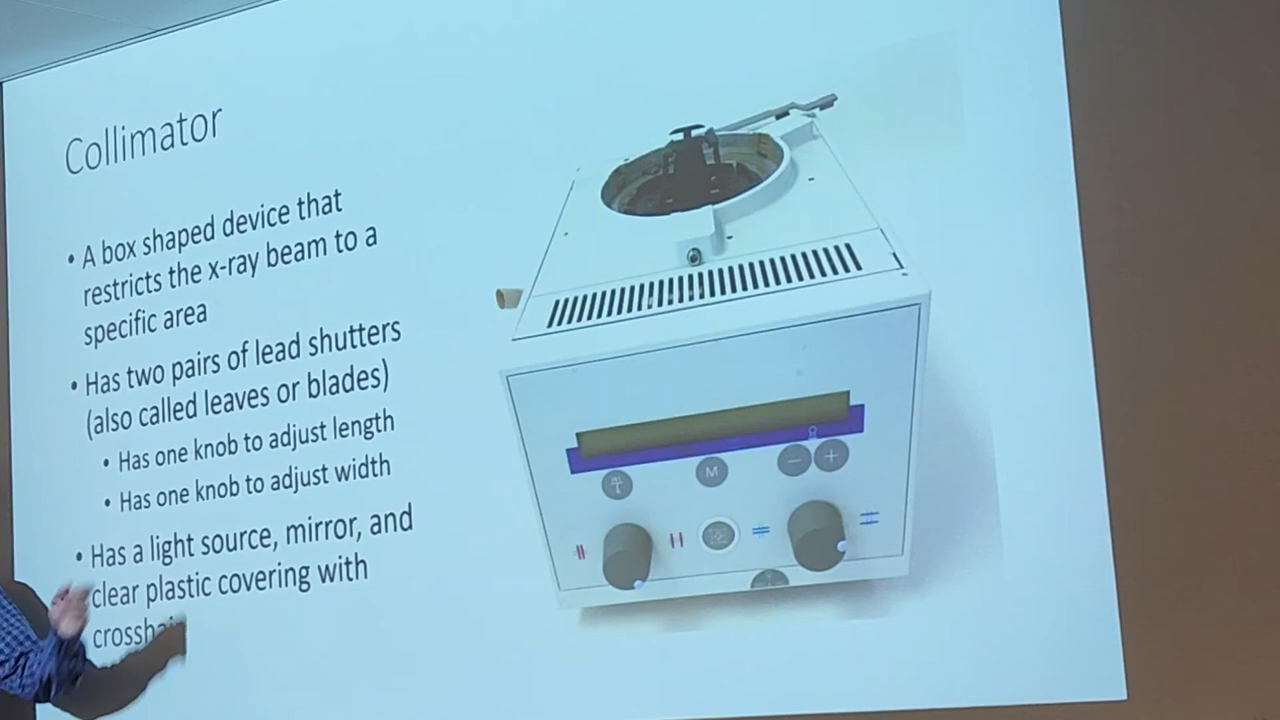 Collimator
• A box shaped device that
restricts the x-ray beam to a
specific area
• Has two pairs of lead shutters
(also called leaves or blades)
• Has one knob to adjust length
• Has one knob to adjust width
• Has a light source, mirror, and
clear plastic covering with
M
− +